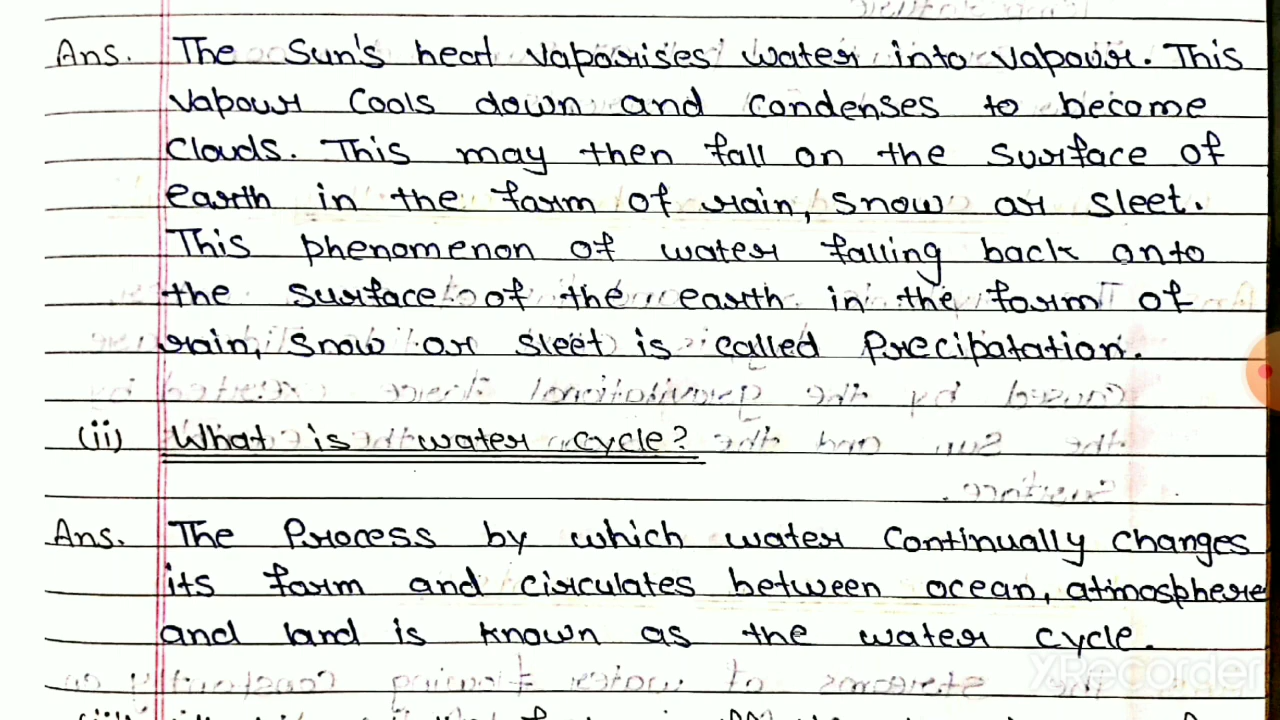 Ans. The Sun's heat vaporises water into vapour. This
vapour cools down and condenses to become
clouds. This may then fall on the surface of
earth in the form of rain, snow or sleet.
This phenomenon of water falling back onto
the surface of the earth in the form of
rain, snow or sleet is called Precipatation.
(ii) What is water cycle?
Ans. The Process by which water continually changes
its form and circulates between ocean, atmosphere
and land is known as the water cycle.
XRecorder